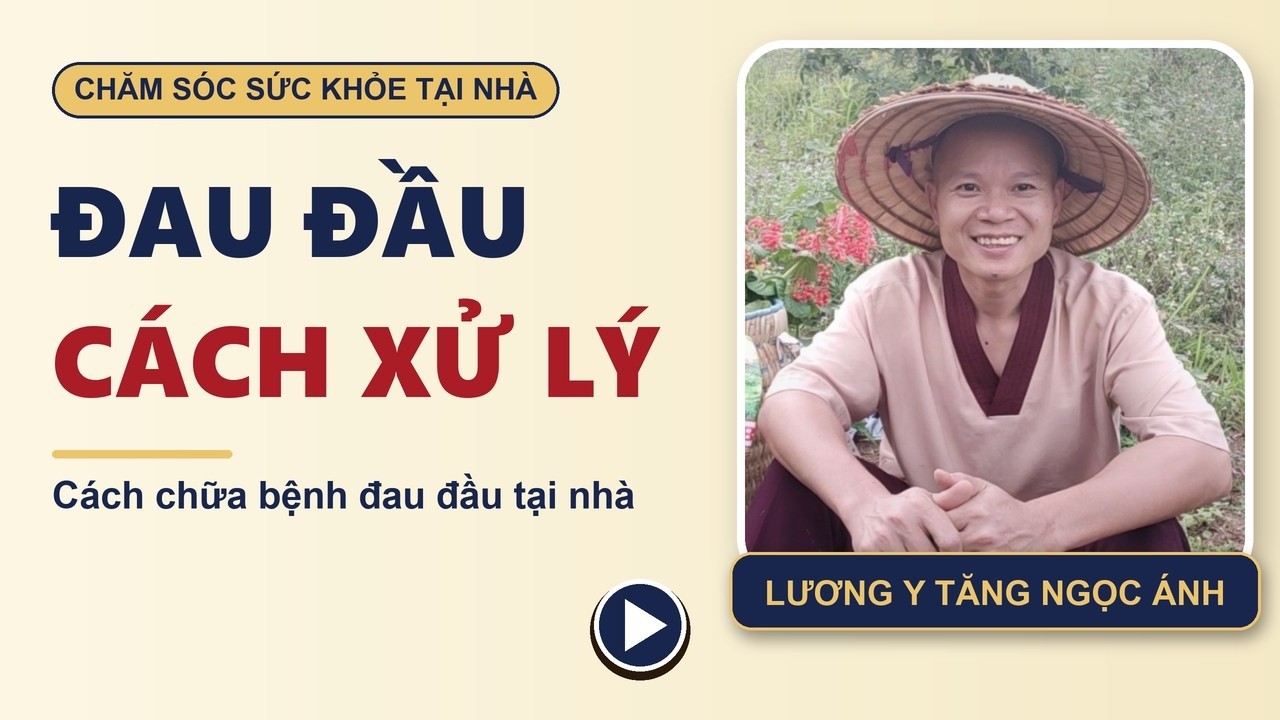 CHĂM SÓC SỨC KHỎE TẠI NHÀ
ĐAU ĐẦU
CÁCH XỬ LÝ
Cách chữa bệnh đau đầu tại nhà
LƯƠNG Y TĂNG NGỌC ÁNH